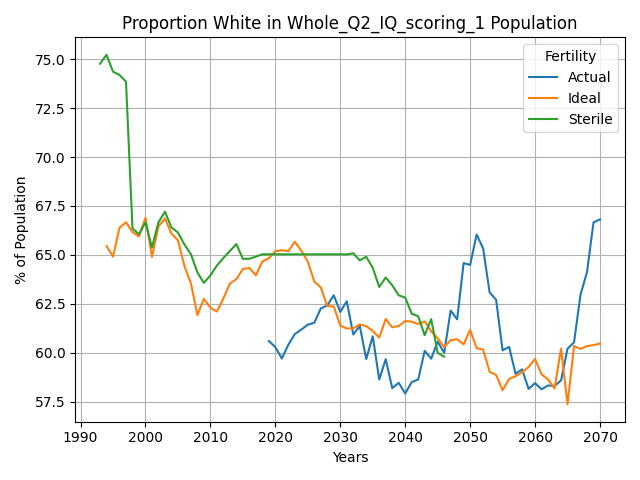 Proportion White in Whole_Q2_IQ_scoring_1 Population
Fertility
Actual
Ideal
Sterile
% of Population
75.0
72.5
70.0
67.5
65.0
62.5
60.0
57.5
1990 2000 2010 2020 2030 2040 2050 2060 2070
Years